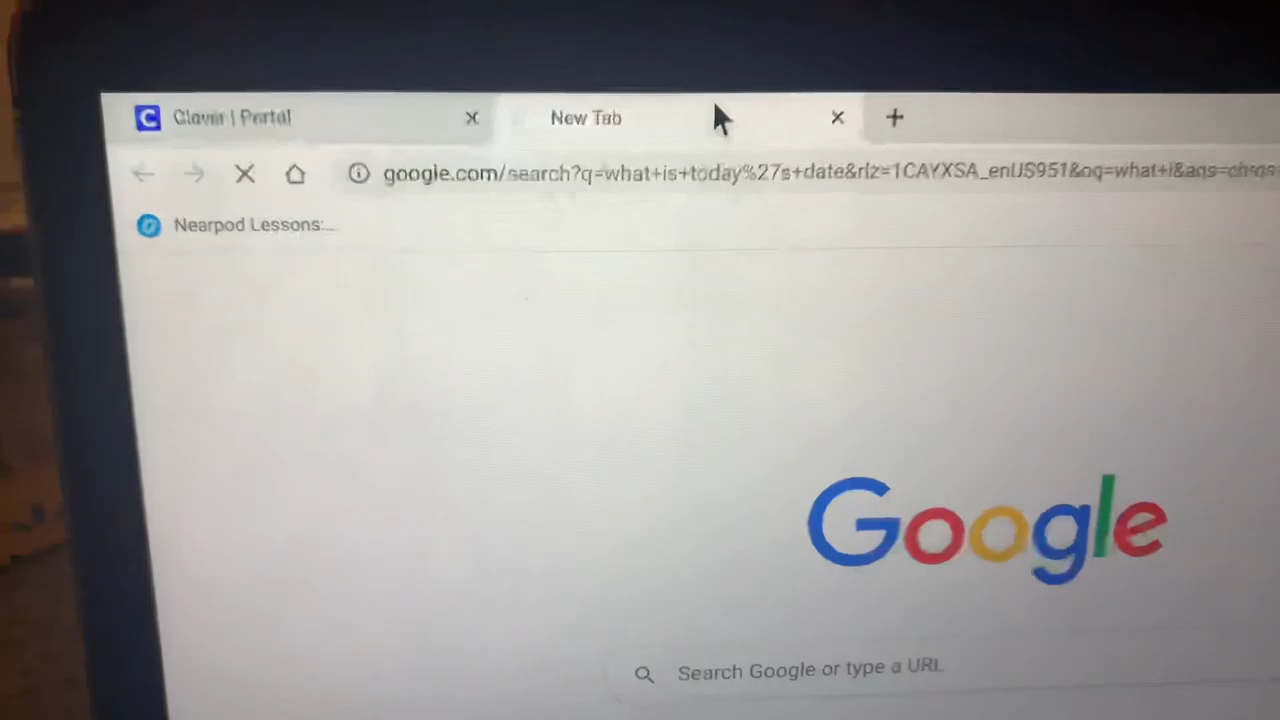 Clever | Portal
New Tab
google.com/search?q=what+is+today%27s+date&rlz=1CAYXSA_enUS951&oq=what+i&aqs=chrome
Nearpod Lessons:...
Google
Search Google or type a URL